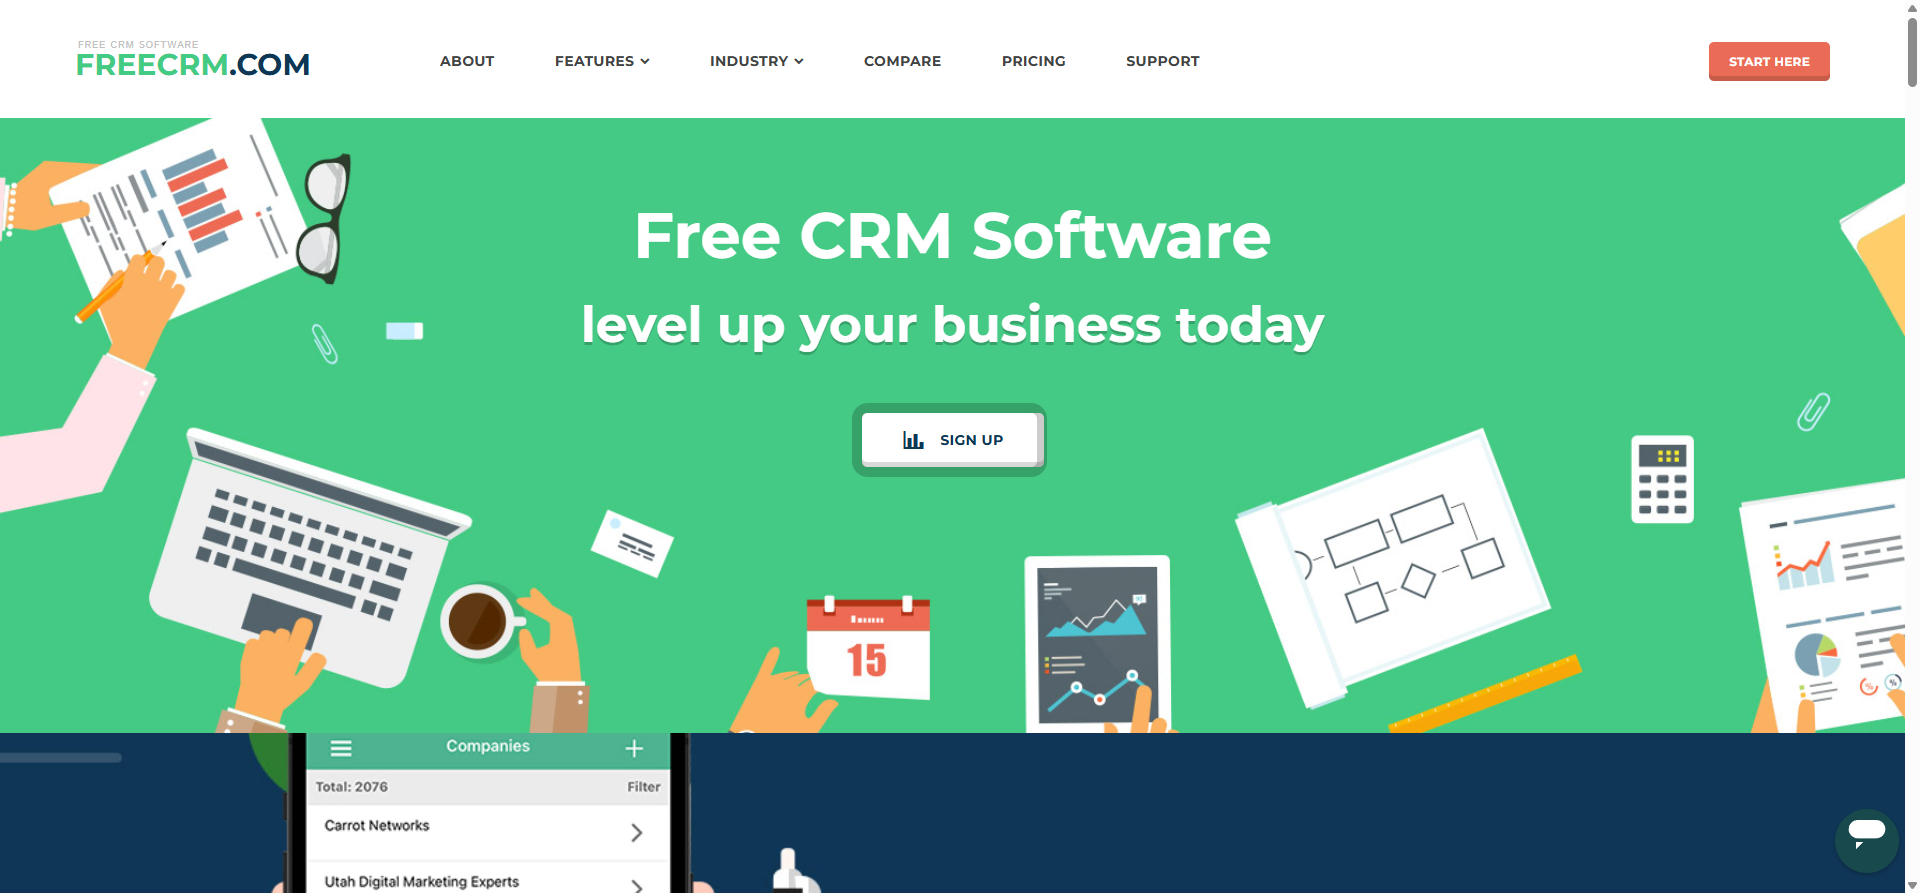 FREE CRM SOFTWARE
FREECRM.COM
ABOUT
FEATURES
INDUSTRY
COMPARE
PRICING
SUPPORT
START HERE
Free CRM Software
level up your business today
SIGN UP
15
%
%
Companies
Total: 2076
Filter
Carrot Networks
Utah Digital Marketing Experts